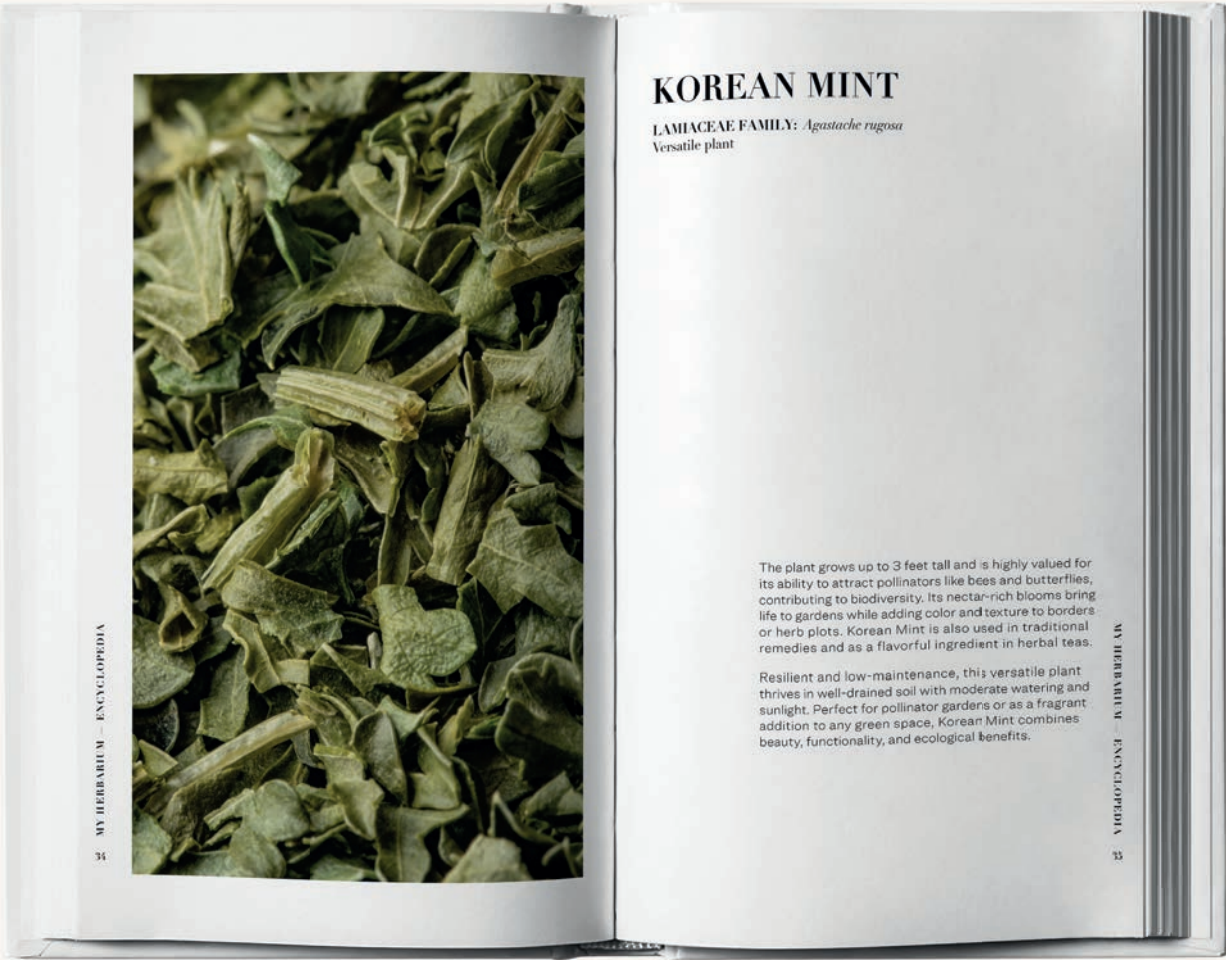 MY HERBARIUM — ENCYCLOPEDIA
34
KOREAN MINT
LAMIACEAE FAMILY: Agastache rugosa
Versatile plant
The plant grows up to 3 feet tall and is highly valued for
its ability to attract pollinators like bees and butterflies,
contributing to biodiversity. Its nectar-rich blooms bring
life to gardens while adding color and texture to borders
or herb plots. Korean Mint is also used in traditional
remedies and as a flavorful ingredient in herbal teas.
Resilient and low-maintenance, this versatile plant
thrives in well-drained soil with moderate watering and
sunlight. Perfect for pollinator gardens or as a fragrant
addition to any green space, Korean Mint combines
beauty, functionality, and ecological benefits.
MY HERBARIUM — ENCYCLOPEDIA
35